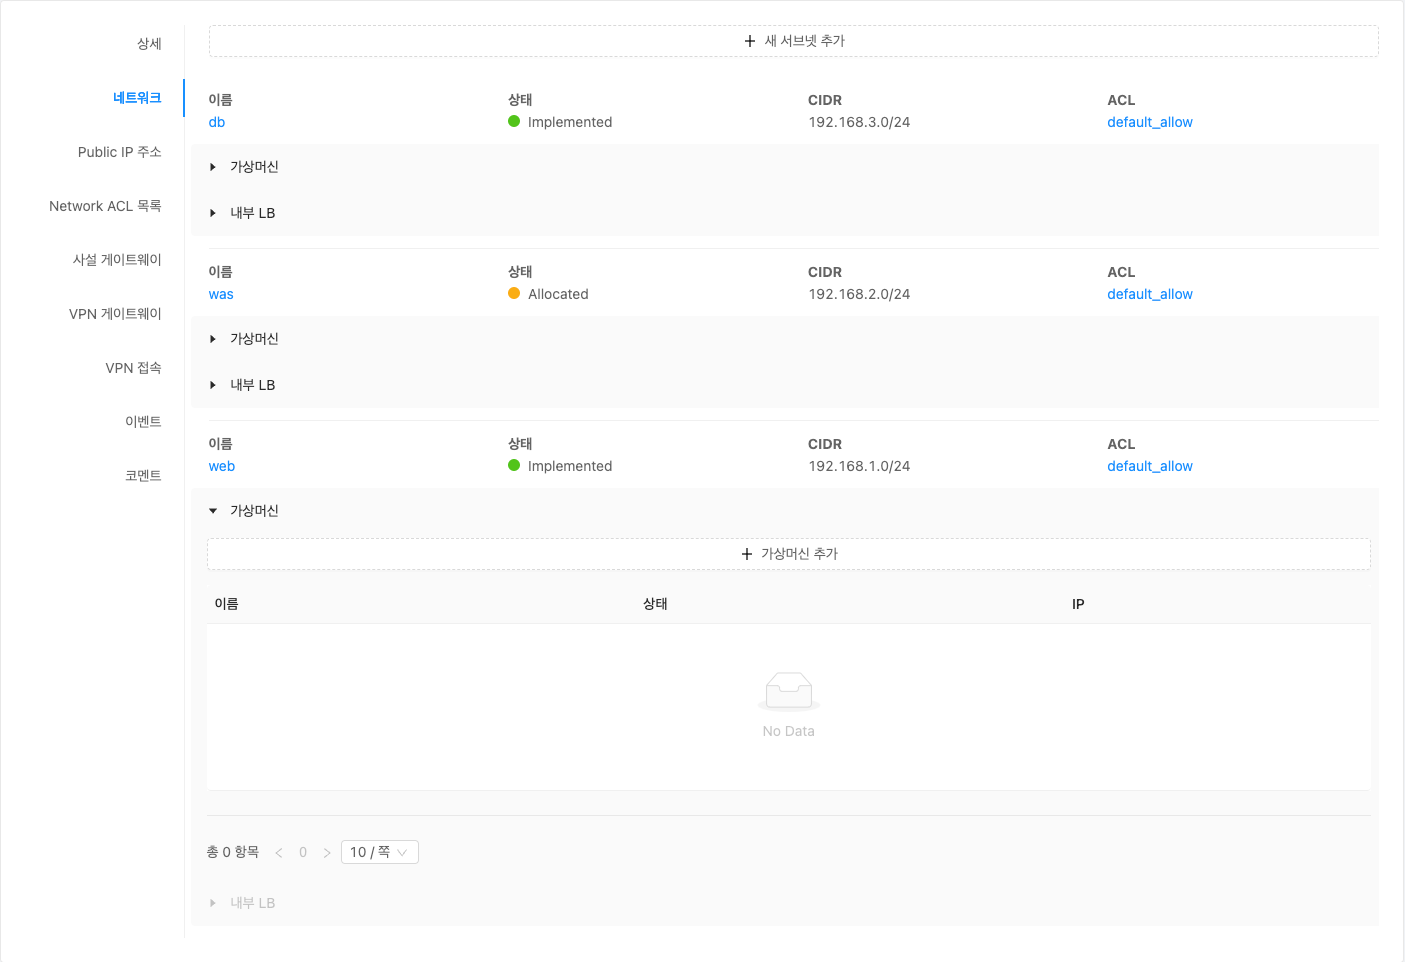 상세
네트워크
Public IP 주소
Network ACL 목록
사설 게이트웨이
VPN 게이트웨이
VPN 접속
이벤트
코멘트
새 서브넷 추가
이름 상태 CIDR ACL
db Implemented 192.168.3.0/24 default_allow
가상머신
내부 LB
이름 상태 CIDR ACL
was Allocated 192.168.2.0/24 default_allow
가상머신
내부 LB
이름 상태 CIDR ACL
web Implemented 192.168.1.0/24 default_allow
가상머신
가상머신 추가
이름 상태 IP
No Data
총 0 항목 < 0 > 10 / 쪽
내부 LB